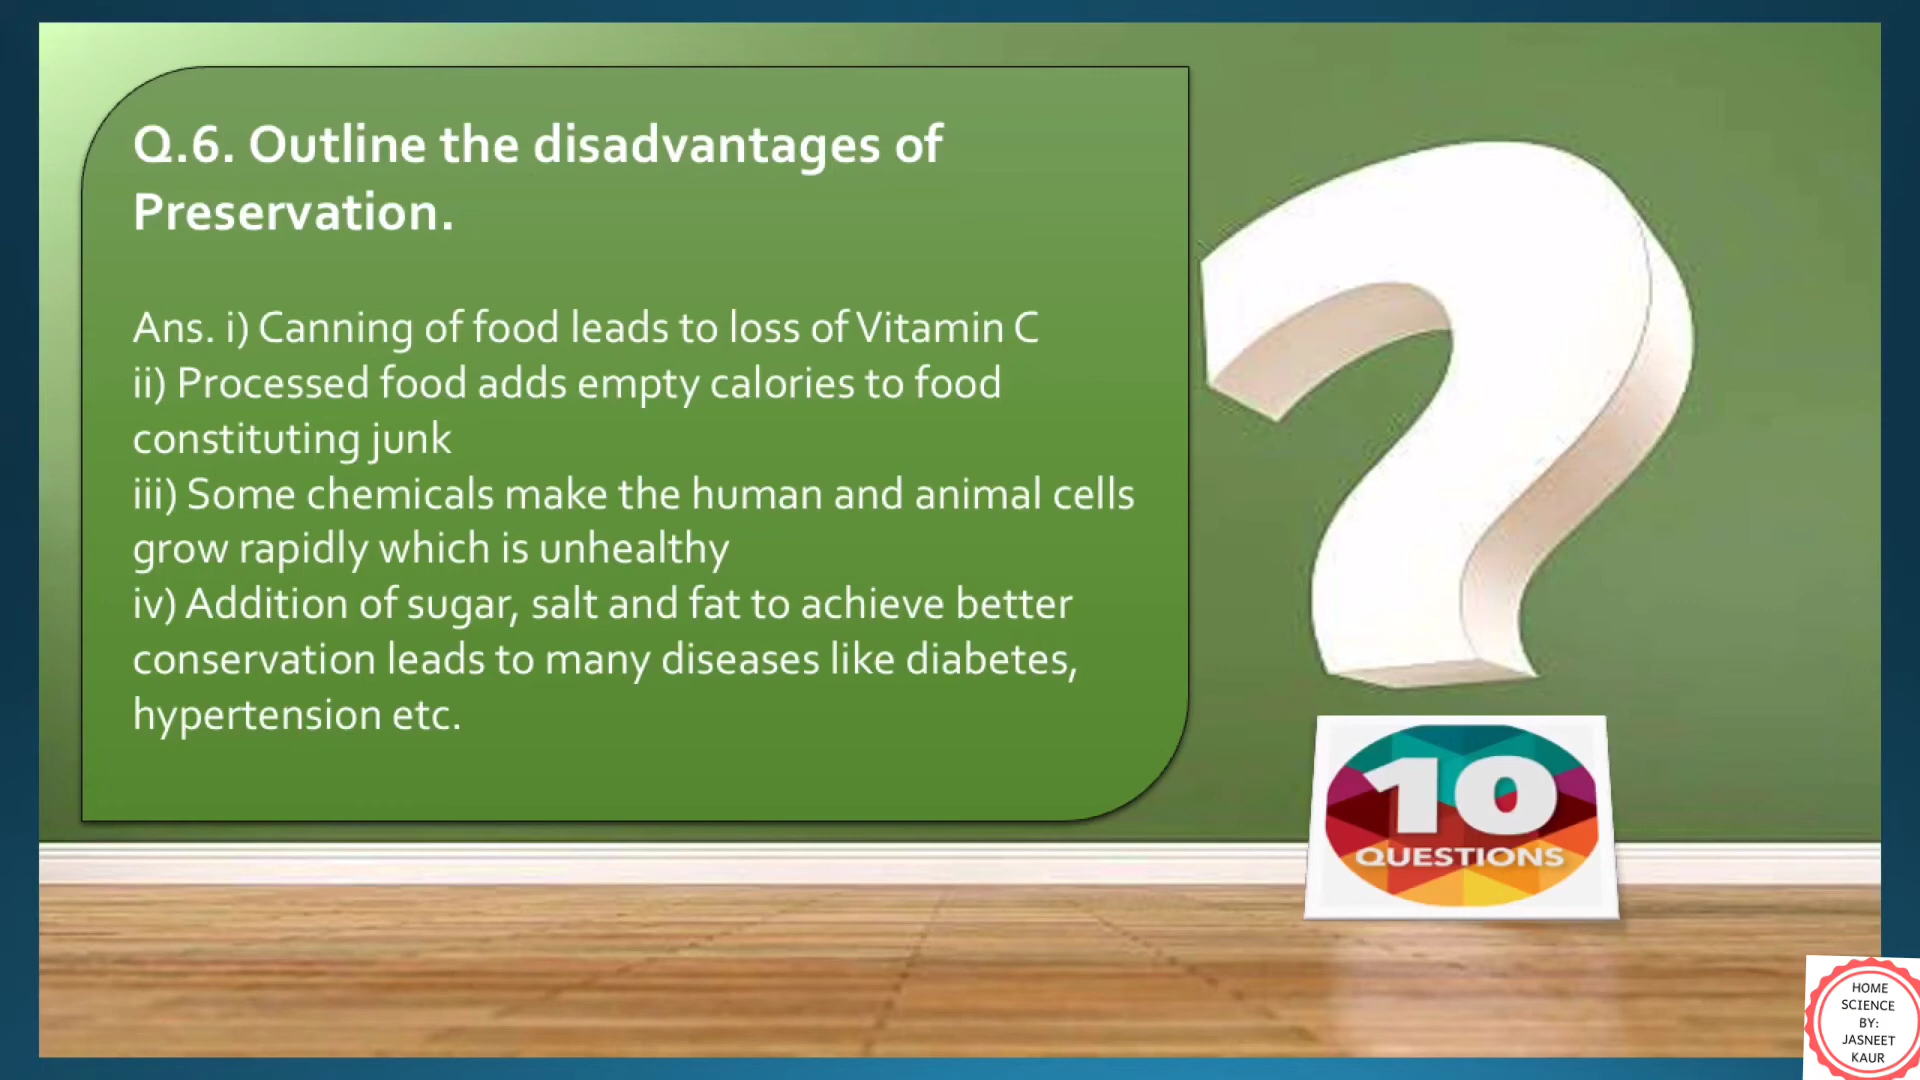 Q.6. Outline the disadvantages of
Preservation.
Ans. i) Canning of food leads to loss of Vitamin C
ii) Processed food adds empty calories to food
constituting junk
iii) Some chemicals make the human and animal cells
grow rapidly which is unhealthy
iv) Addition of sugar, salt and fat to achieve better
conservation leads to many diseases like diabetes,
hypertension etc.
10
QUESTIONS
HOME
SCIENCE
BY:
JASNEET
KAUR